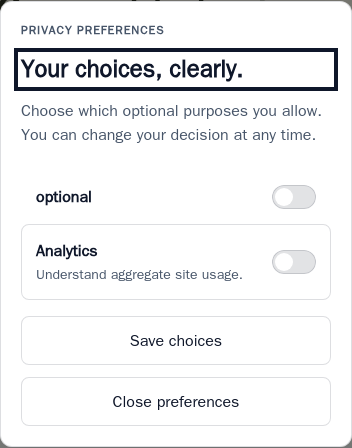 PRIVACY PREFERENCES
Your choices, clearly.
Choose which optional purposes you allow.
You can change your decision at any time.
optional
Analytics
Understand aggregate site usage.
Save choices
Close preferences